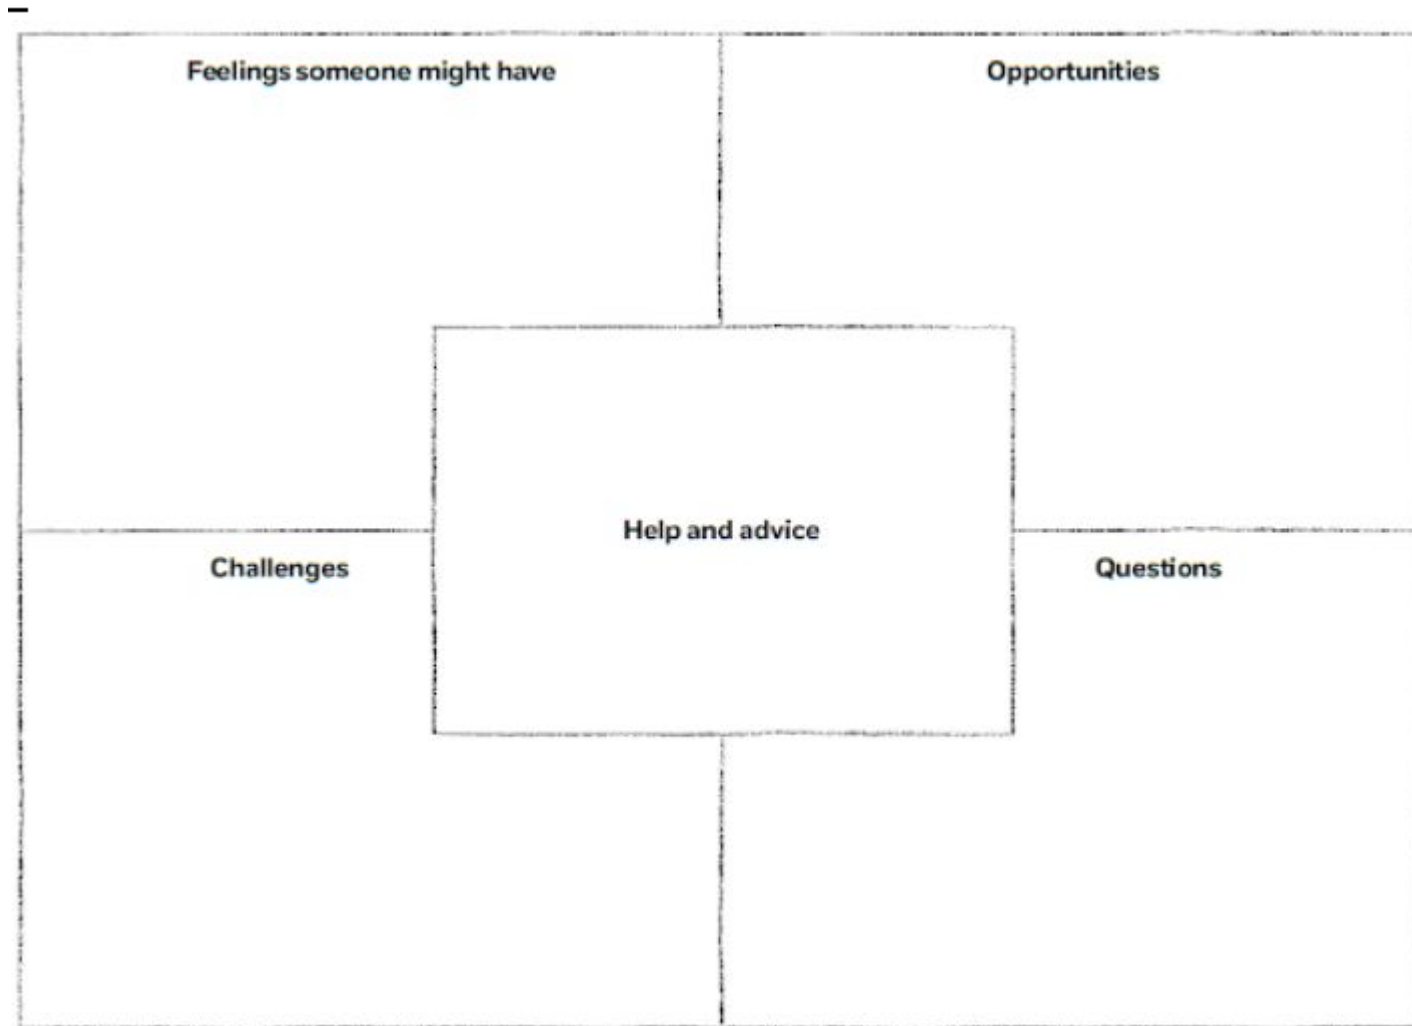 Feelings someone might have
Opportunities
Help and advice
Challenges
Questions